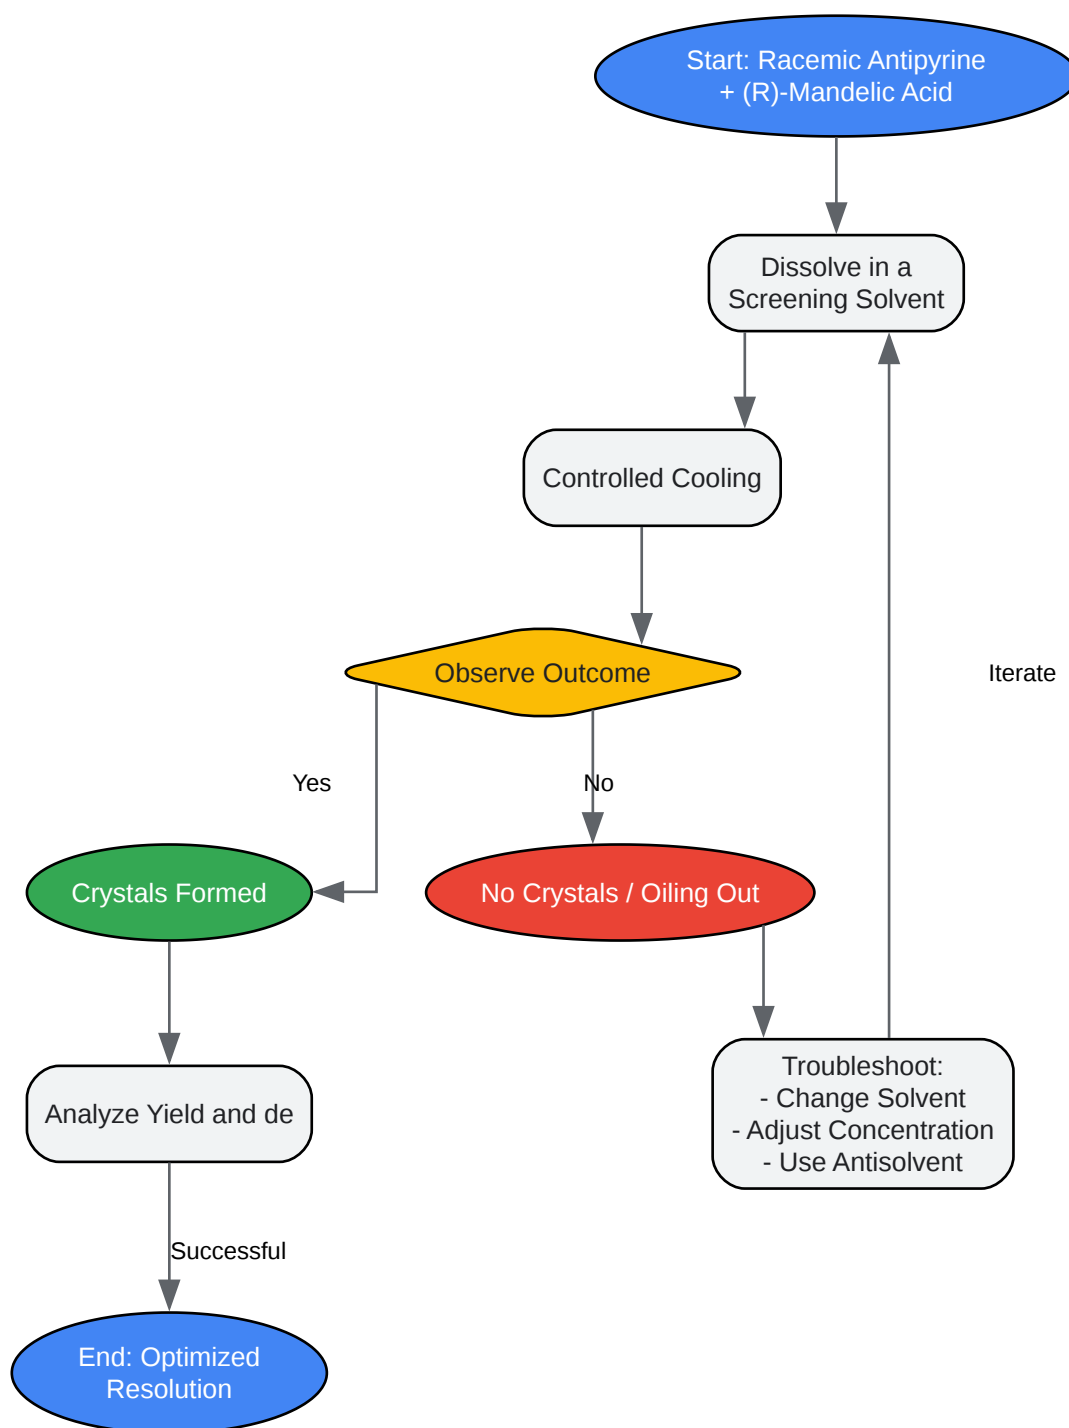 Start: Racemic Antipyrine
+ (R)-Mandelic Acid
Dissolve in a
Screening Solvent
Controlled Cooling
Observe Outcome
Iterate
Yes
No
Crystals Formed
No Crystals / Oiling Out
Analyze Yield and de
Troubleshoot:
- Change Solvent
- Adjust Concentration
- Use Antisolvent
Successful
End: Optimized
Resolution